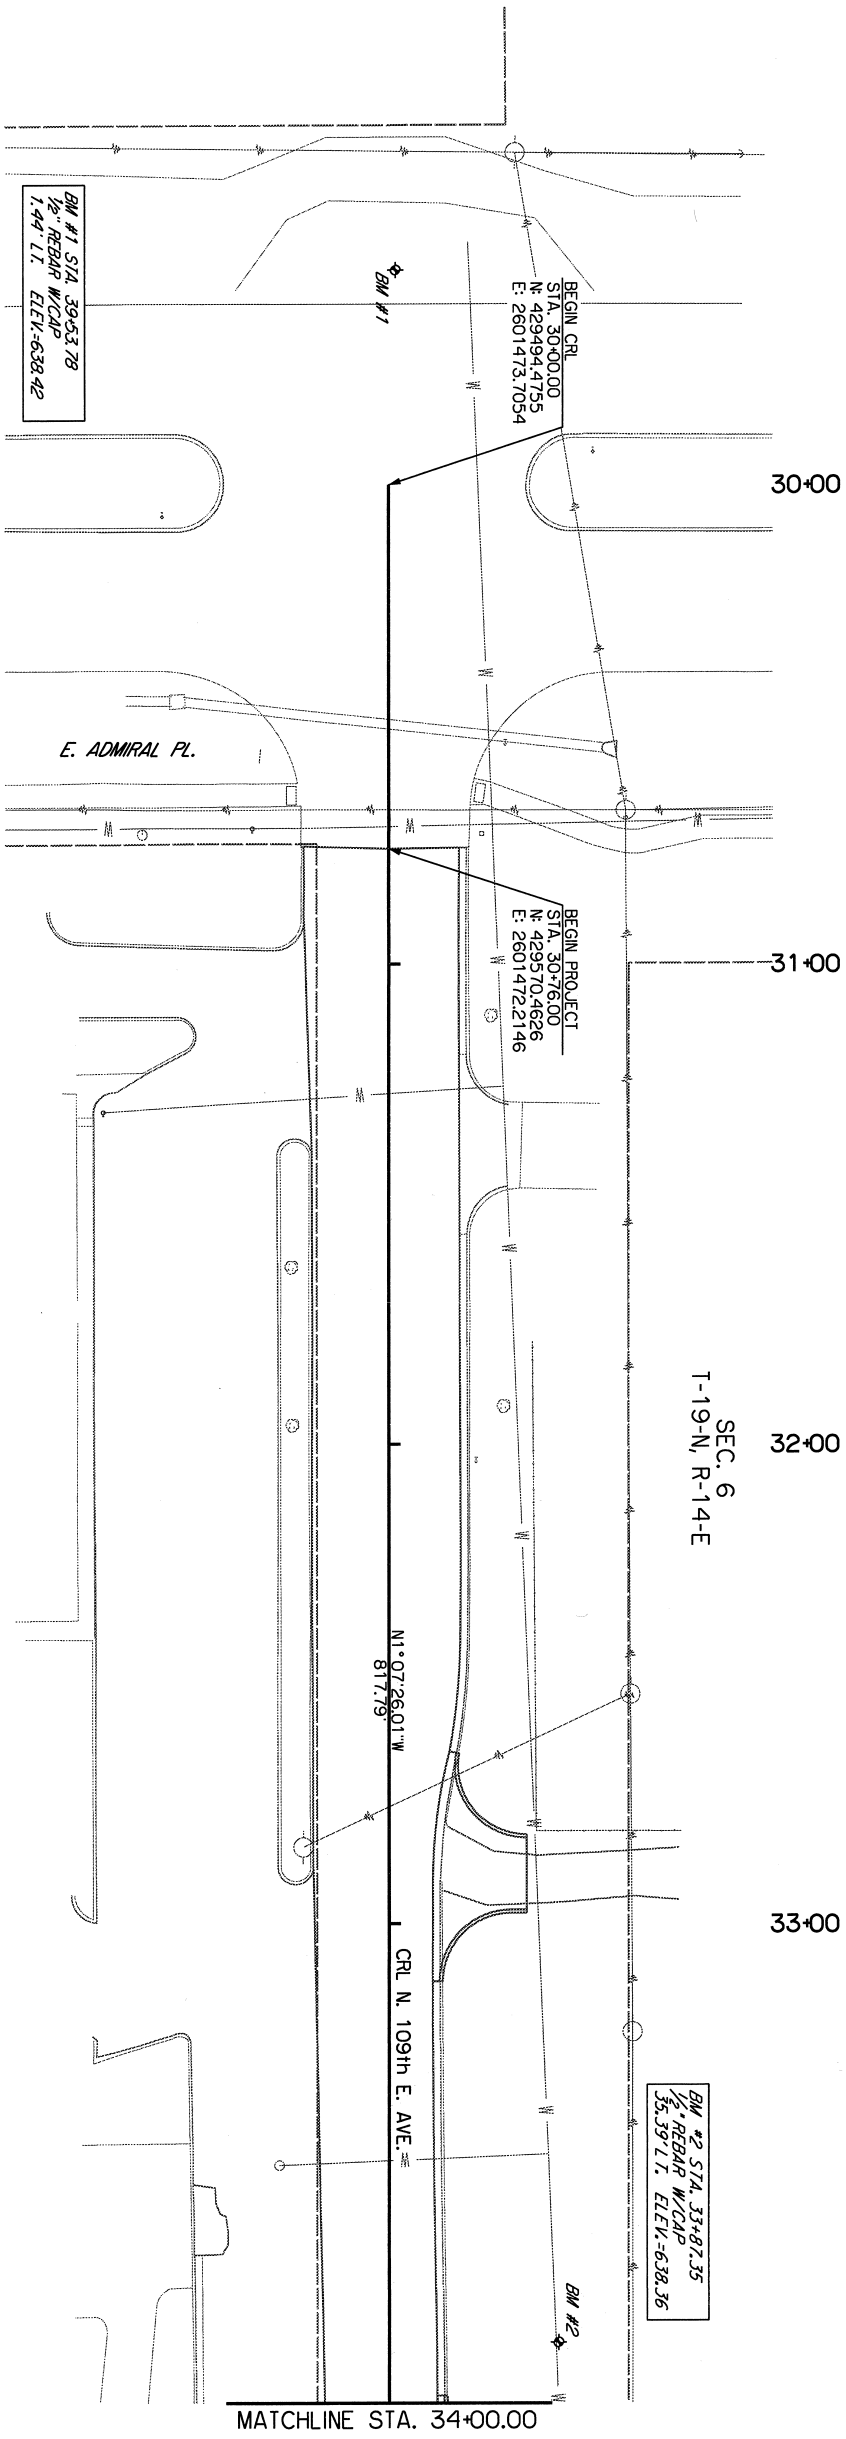 BM #1 STA. 39+53.78
½" REBAR W/CAP
1.44' LT. ELEV.=638.42
BM #1
BEGIN CRL
STA. 30+00.00
N: 429494.4755
E: 2601473.7054
30+00
W
W
E. ADMIRAL PL.
W
W
W
BEGIN PROJECT
STA. 30+76.00
N: 429570.4626
E: 2601472.2146
31+00
W
W
W
SEC. 6
T-19-N, R-14-E
32+00
W
N1°07'26.01"W
817.79'
W
33+00
CRL N. 109th E. AVE.
W
W
BM #2 STA. 33+87.35
½" REBAR W/CAP
35.39' LT. ELEV.=638.36
BM #2
W
MATCHLINE STA. 34+00.00